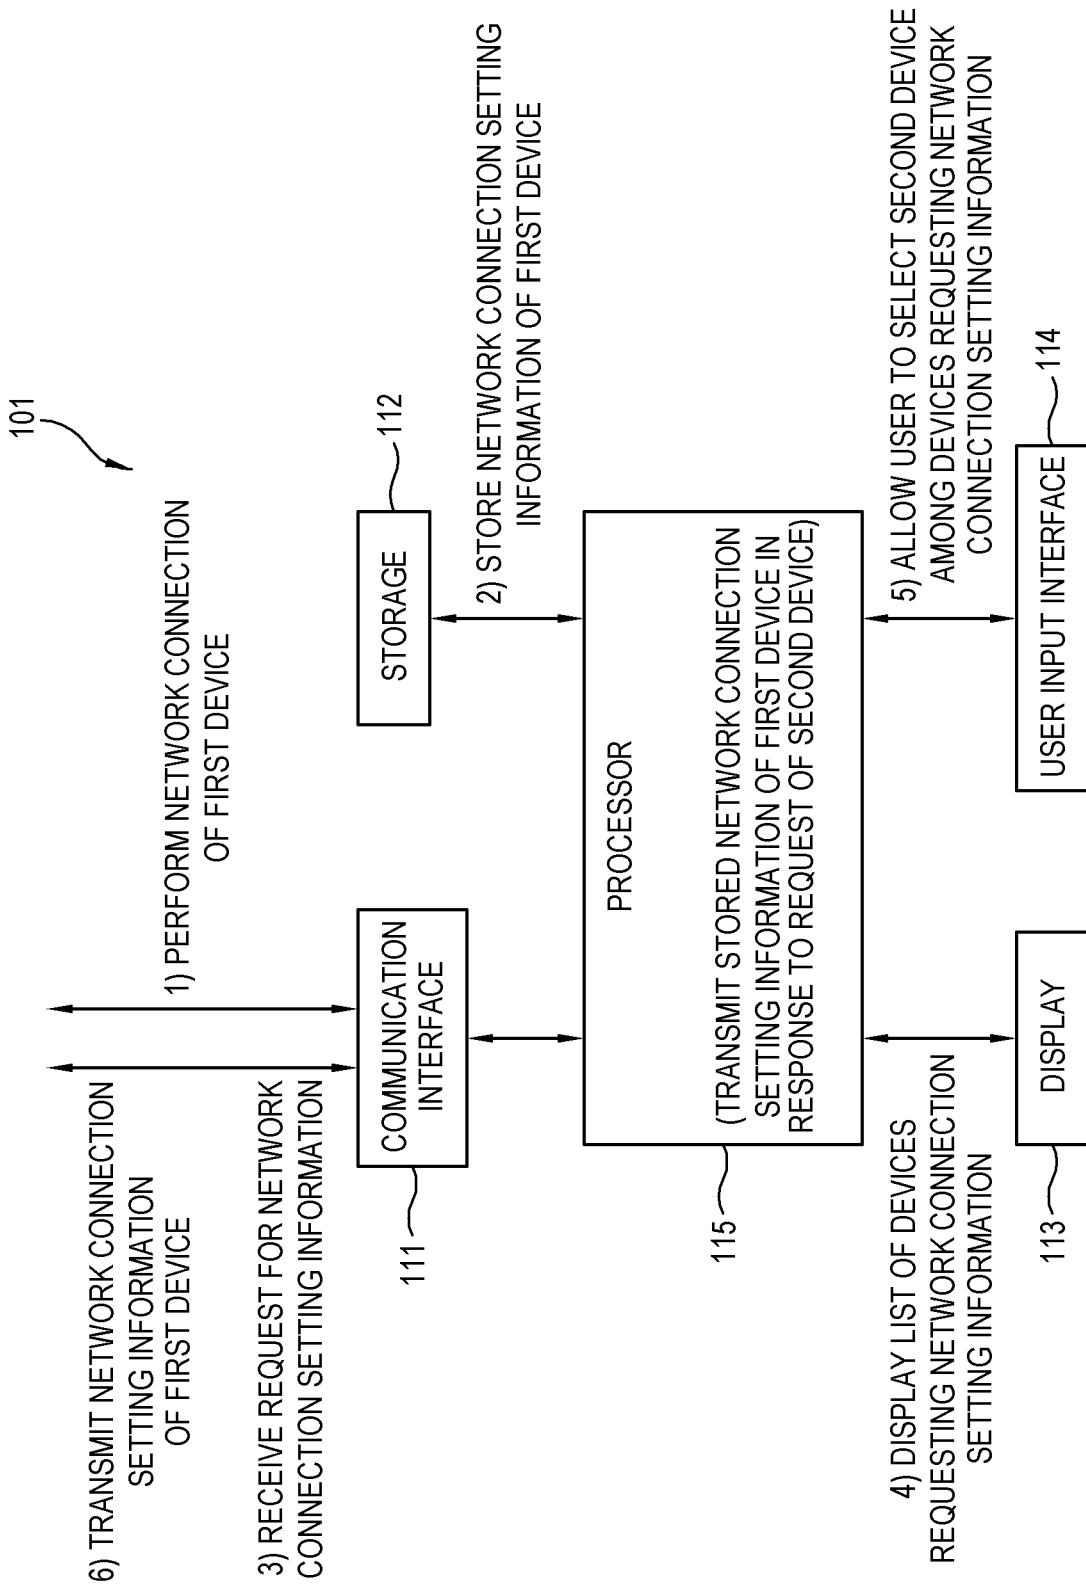 101
6) TRANSMIT NETWORK CONNECTION
SETTING INFORMATION
OF FIRST DEVICE
1) PERFORM NETWORK CONNECTION
OF FIRST DEVICE
3) RECEIVE REQUEST FOR NETWORK
CONNECTION SETTING INFORMATION
111
COMMUNICATION
INTERFACE
STORAGE
112
2) STORE NETWORK CONNECTION SETTING
INFORMATION OF FIRST DEVICE
115
PROCESSOR
(TRANSMIT STORED NETWORK CONNECTION
SETTING INFORMATION OF FIRST DEVICE IN
RESPONSE TO REQUEST OF SECOND DEVICE)
4) DISPLAY LIST OF DEVICES
REQUESTING NETWORK CONNECTION
SETTING INFORMATION
5) ALLOW USER TO SELECT SECOND DEVICE
AMONG DEVICES REQUESTING NETWORK
CONNECTION SETTING INFORMATION
113
DISPLAY
USER INPUT INTERFACE
114